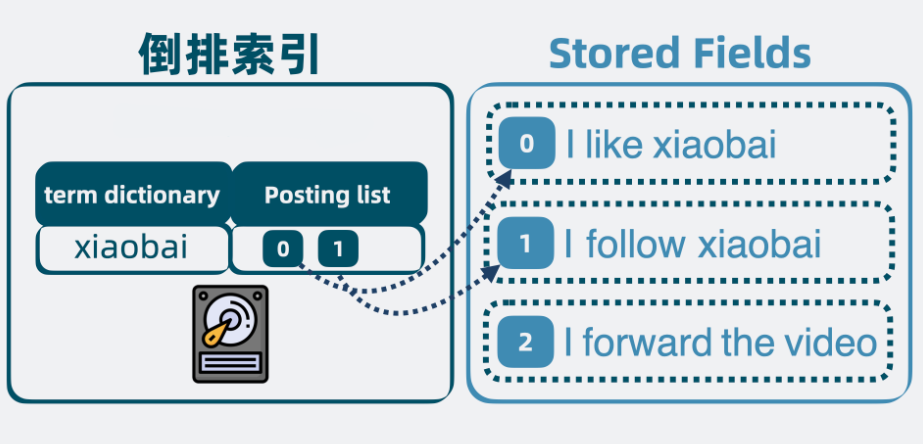 倒排索引
Stored Fields
term dictionary Posting list
xiaobai 0 1
0 I like xiaobai
1 I follow xiaobai
2 I forward the video